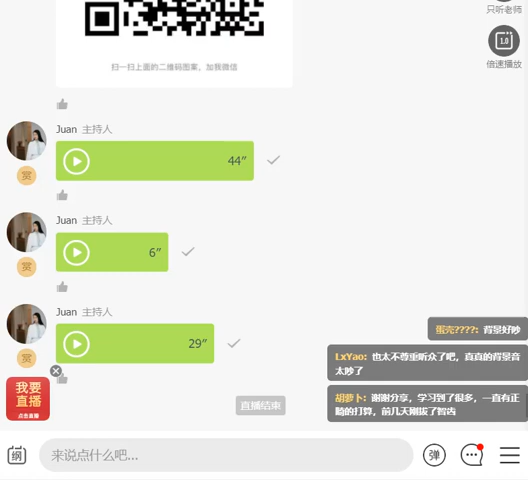 只听老师
1.0
倍速播放
扫一扫上面的二维码图案，加我微信
Juan 主持人
44″
赏
Juan 主持人
6″
赏
Juan 主持人
29″
赏
蛋壳????: 背景好吵
LxYao: 也太不尊重听众了吧，真真的背景音
太吵了
胡萝卜: 谢谢分享，学习到了很多，一直有正
畸的打算，前几天刚拔了智齿
我要
直播
点击直播
直播结束
纲
来说点什么吧...
弹